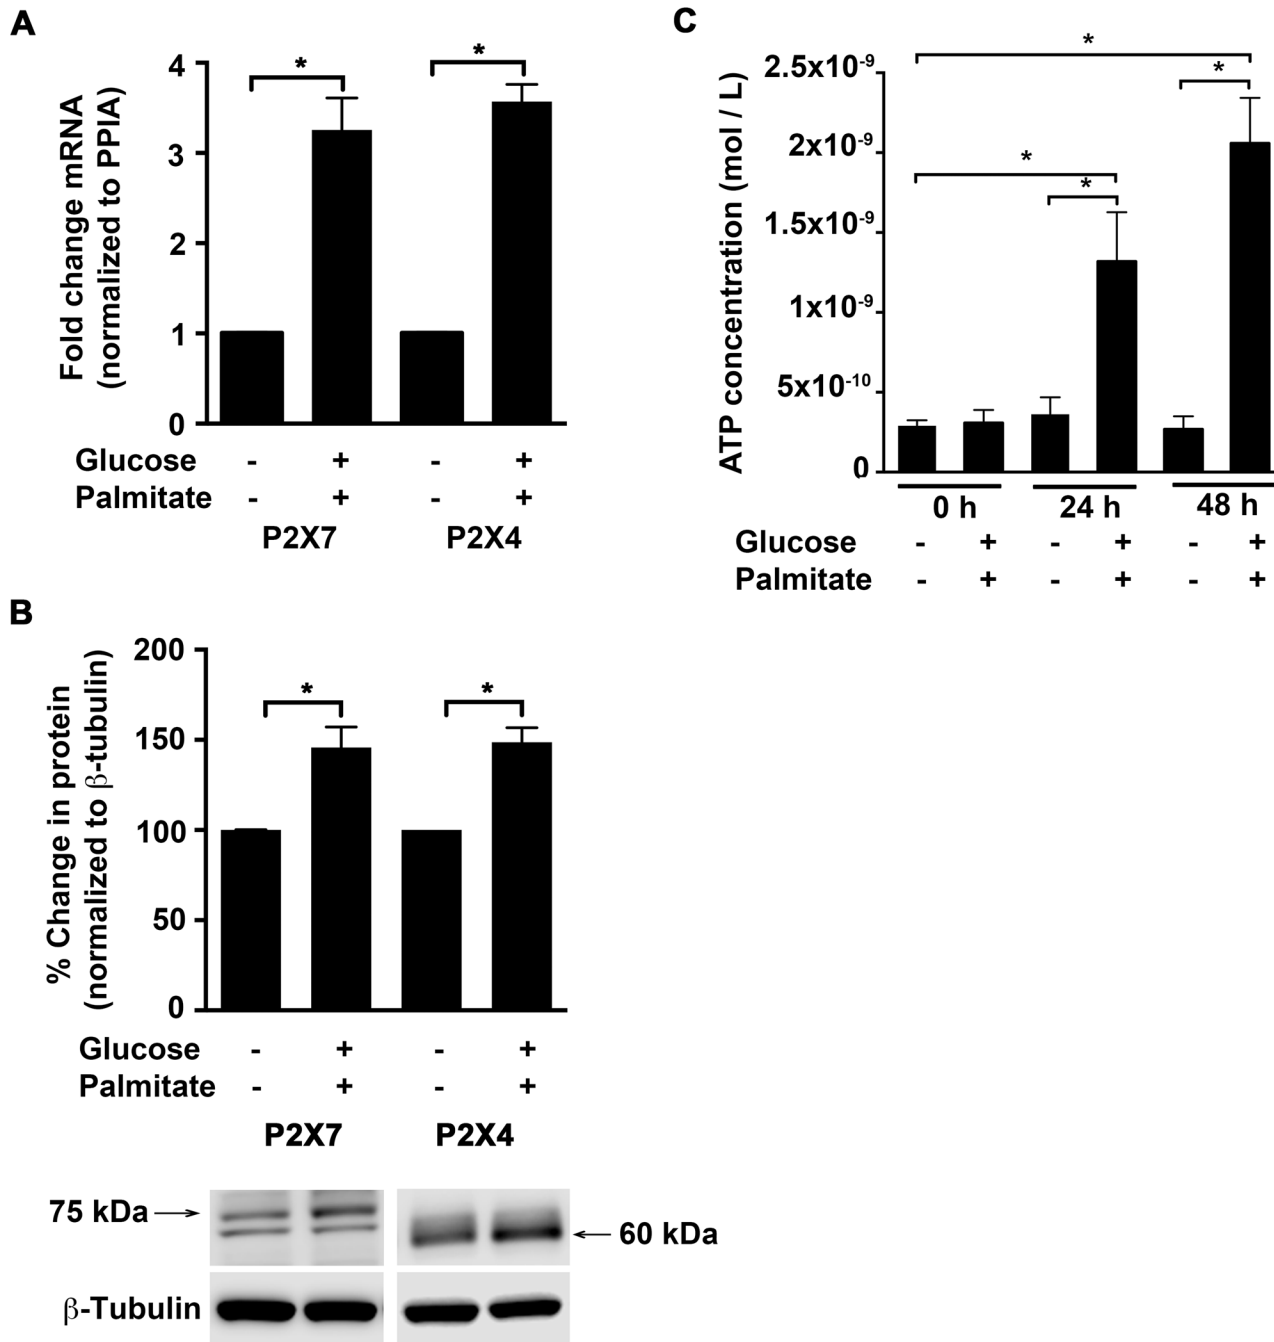 A
Fold change mRNA
(normalized to PPIA)
4
3
2
1
0
*
*
Glucose - + - +
Palmitate - + - +
P2X7 P2X4
C
ATP concentration (mol / L)
2.5x10⁻⁹
2x10⁻⁹
1.5x10⁻⁹
1x10⁻⁹
5x10⁻¹⁰
0
*
*
*
*
0 h 24 h 48 h
Glucose - + - + - +
Palmitate - + - + - +
B
% Change in protein
(normalized to β-tubulin)
200
150
100
50
0
*
*
Glucose - + - +
Palmitate - + - +
P2X7 P2X4
75 kDa
60 kDa
β-Tubulin